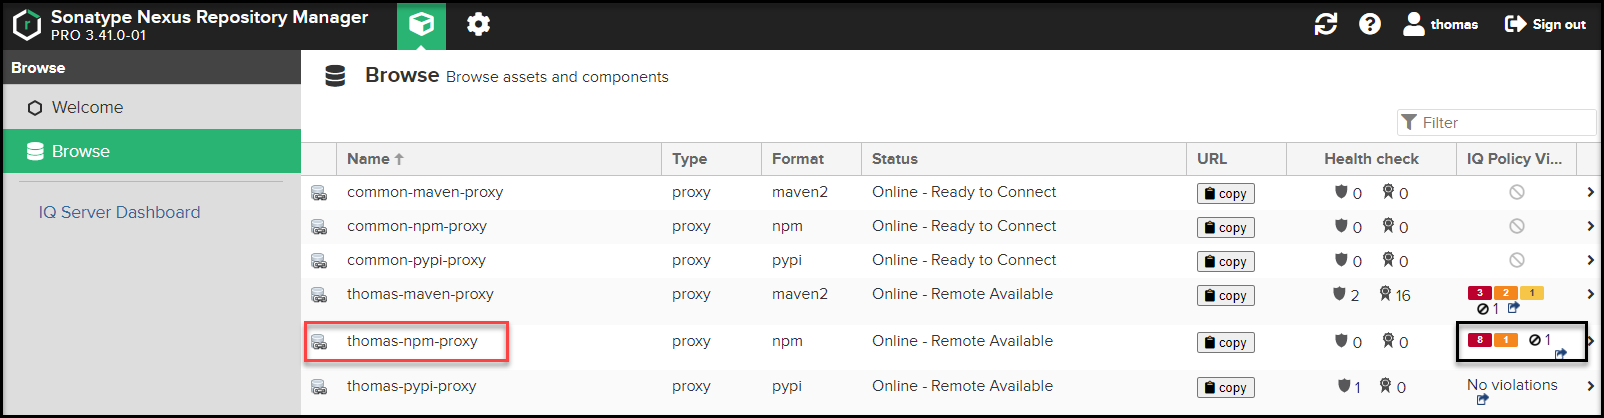 Sonatype Nexus Repository Manager
PRO 3.41.0-01
thomas
Sign out
Browse
Welcome
Browse
IQ Server Dashboard
Browse Browse assets and components
Filter
Name Type Format Status URL Health check IQ Policy Vi...
common-maven-proxy proxy maven2 Online - Ready to Connect copy 0 0
common-npm-proxy proxy npm Online - Ready to Connect copy 0 0
common-pypi-proxy proxy pypi Online - Ready to Connect copy 0 0
thomas-maven-proxy proxy maven2 Online - Remote Available copy 2 16 3 2 1
1
thomas-npm-proxy proxy npm Online - Remote Available copy 0 0 8 1 1
thomas-pypi-proxy proxy pypi Online - Remote Available copy 1 0 No violations